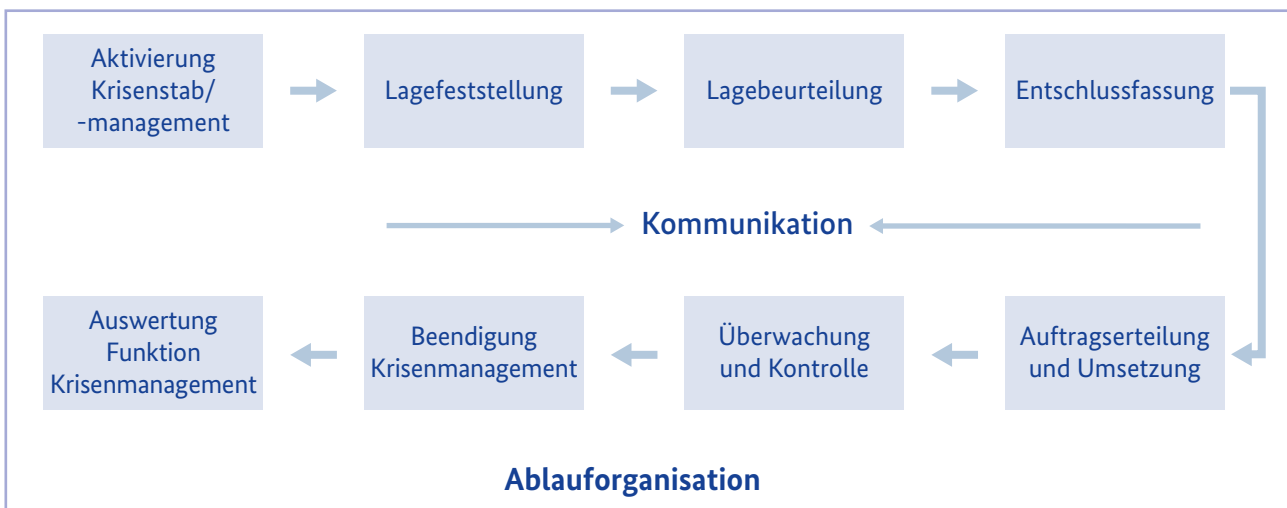 Aktivierung
Krisenstab/
-management
Lagefeststellung
Lagebeurteilung
Entschlussfassung
Kommunikation
Auswertung
Funktion
Krisenmanagement
Beendigung
Krisenmanagement
Überwachung
und Kontrolle
Auftragserteilung
und Umsetzung
Ablauforganisation